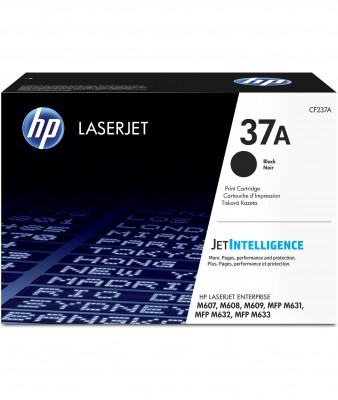 CF237A
hp
LASERJET
37A
Black
Noir
Print Cartridge
Cartouche d'Impression
Tisková Kazeta
JETINTELLIGENCE
More. Pages, performance and protection.
Plus. Pages, performance et protection.
HP LASERJET ENTERPRISE
M607, M608, M609, MFP M631,
MFP M632, MFP M633